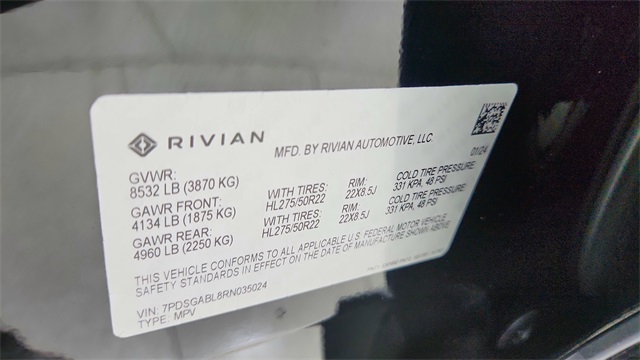 RIVIAN
MFD. BY RIVIAN AUTOMOTIVE, LLC.
01/24
GVWR:
8532 LB (3870 KG)
GAWR FRONT: WITH TIRES: RIM: COLD TIRE PRESSURE:
4134 LB (1875 KG) HL275/50R22 22X8.5J 331 KPA, 48 PSI
GAWR REAR: WITH TIRES: RIM: COLD TIRE PRESSURE:
4960 LB (2250 KG) HL275/50R22 22X8.5J 331 KPA, 48 PSI
THIS VEHICLE CONFORMS TO ALL APPLICABLE U.S. FEDERAL MOTOR VEHICLE
SAFETY STANDARDS IN EFFECT ON THE DATE OF MANUFACTURE SHOWN ABOVE.
VIN: 7PDSGABL8RN035024
TYPE: MPV